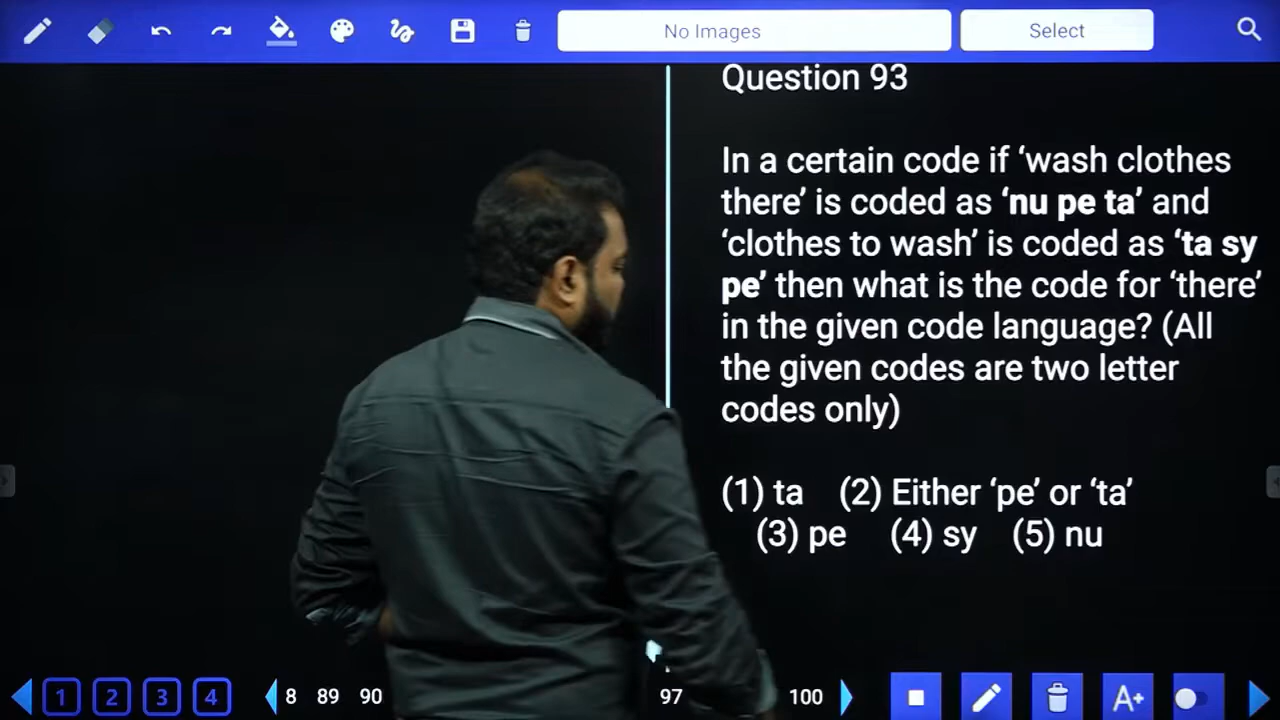 No Images
Select
Question 93
In a certain code if ‘wash clothes
there’ is coded as ‘nu pe ta’ and
‘clothes to wash’ is coded as ‘ta sy
pe’ then what is the code for ‘there’
in the given code language? (All
the given codes are two letter
codes only)
(1) ta (2) Either ‘pe’ or ‘ta’
(3) pe (4) sy (5) nu
1 2 3 4 8 89 90 97 100 A+